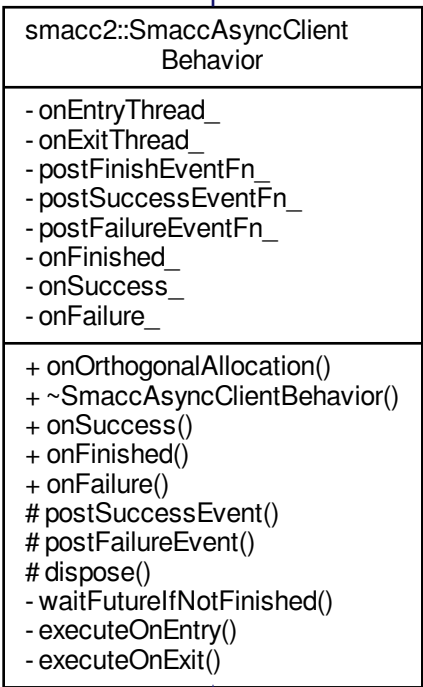 smacc2::SmaccAsyncClient
Behavior
- onEntryThread_
- onExitThread_
- postFinishEventFn_
- postSuccessEventFn_
- postFailureEventFn_
- onFinished_
- onSuccess_
- onFailure_
+ onOrthogonalAllocation()
+ ~SmaccAsyncClientBehavior()
+ onSuccess()
+ onFinished()
+ onFailure()
# postSuccessEvent()
# postFailureEvent()
# dispose()
- waitFutureIfNotFinished()
- executeOnEntry()
- executeOnExit()